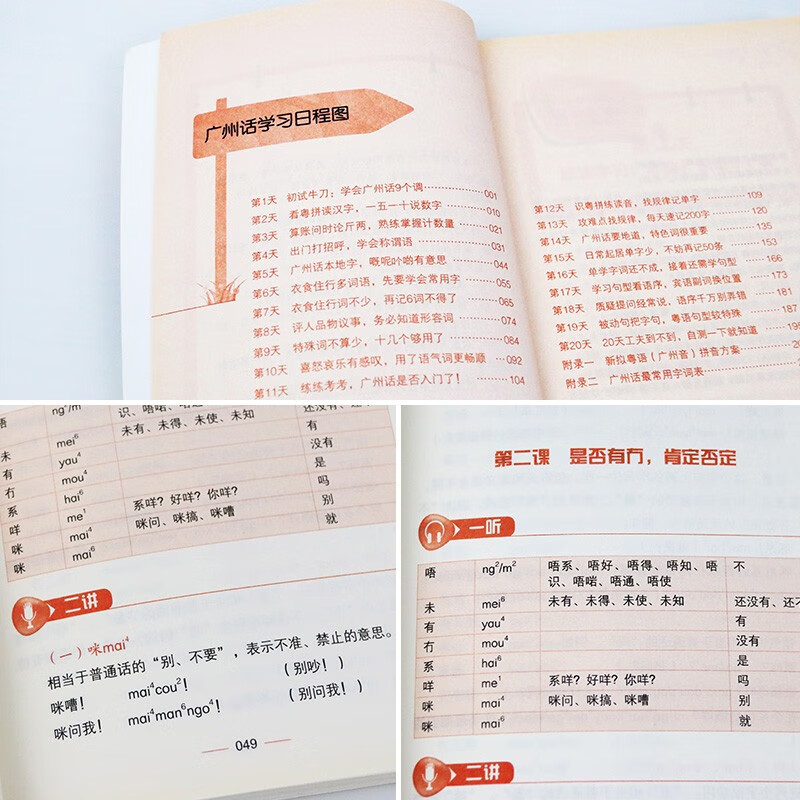 广州话学习日程图
第1天 初试牛刀：学会广州话9个调 001
第2天 看粤拼读汉字，一五一十说数字 010
第3天 算账问时论斤两，熟练掌握计数量 021
第4天 出门打招呼，学会称谓语 031
第5天 广州话本地字，嘅呢吤啲有意思 044
第6天 衣食住行多词语，先要学会常用字 055
第7天 衣食住行词不少，再记6词不得了 065
第8天 评人品物议事，务必知道形容词 074
第9天 特殊词不算少，十几个够用了 084
第10天 喜怒哀乐有感叹，用了语气词更畅顺 092
第11天 练练考考，广州话是否入门了！ 104
第12天 识粤拼练读音，找规律记单字 109
第13天 攻难点找规律，每天速记200字 120
第14天 广州话要地道，特色词很重要 135
第15天 日常起居单字少，不妨再记50条 153
第16天 单学字词还不成，接着还需学句型 166
第17天 学习句型看语序，宾语副词换位置 173
第18天 质疑提问经常说，语序千万别弄错 181
第19天 被动句把字句，粤语句型较特殊 187
第20天 20天工夫到不到，自测一下就知道
附录一 新拟粤语（广州音）拼音方案
附录二 广州话最常用字词表
唔 ng²/m²
识、唔啱、唔通、唔使
未 mei⁶ 未有、未得、未使、未知 还没有、还
有 yau⁴ 有
冇 mou⁴ 没有
系 hai⁶ 是
咩 me¹ 系咩？好咩？你咩？ 吗
咪 mai⁴ 咪问、咪搞、咪嘈 别
咪 mai⁶ 就
二讲
（一）咪mai⁴
相当于普通话的“别、不要”，表示不准、禁止的意思。
咪嘈！ mai⁴cou²！ （别吵！）
咪问我！ mai⁴man⁶ngo⁴！ （别问我！）
049
第二课 是否有冇，肯定否定
一听
唔 ng²/m² 唔系、唔好、唔得、唔知、唔识、唔啱、唔通、唔使 不
未 mei⁶ 未有、未得、未使、未知 还没有、还
有 yau⁴ 有
冇 mou⁴ 没有
系 hai⁶ 是
咩 me¹ 系咩？好咩？你咩？ 吗
咪 mai⁴ 咪问、咪搞、咪嘈 别
咪 mai⁶ 就
二讲